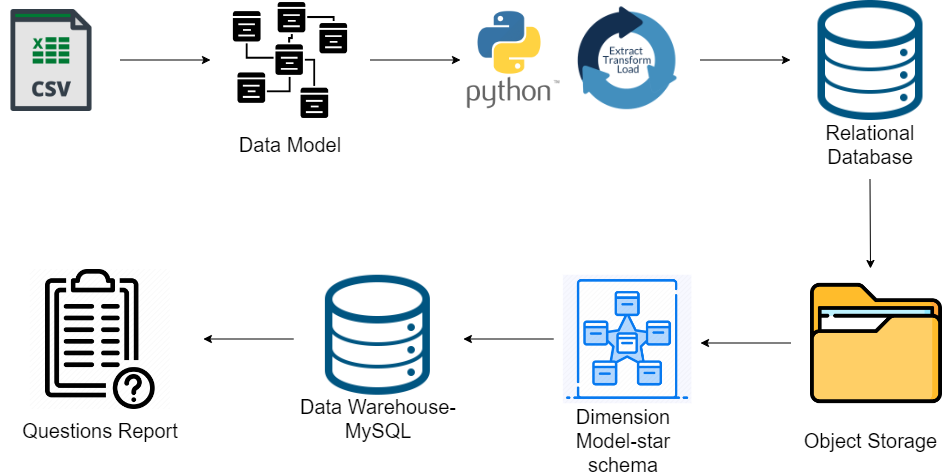 X
CSV
Data Model
python™
Extract
Transform
Load
Relational
Database
Questions Report
Data Warehouse-
MySQL
Dimension
Model-star
schema
Object Storage